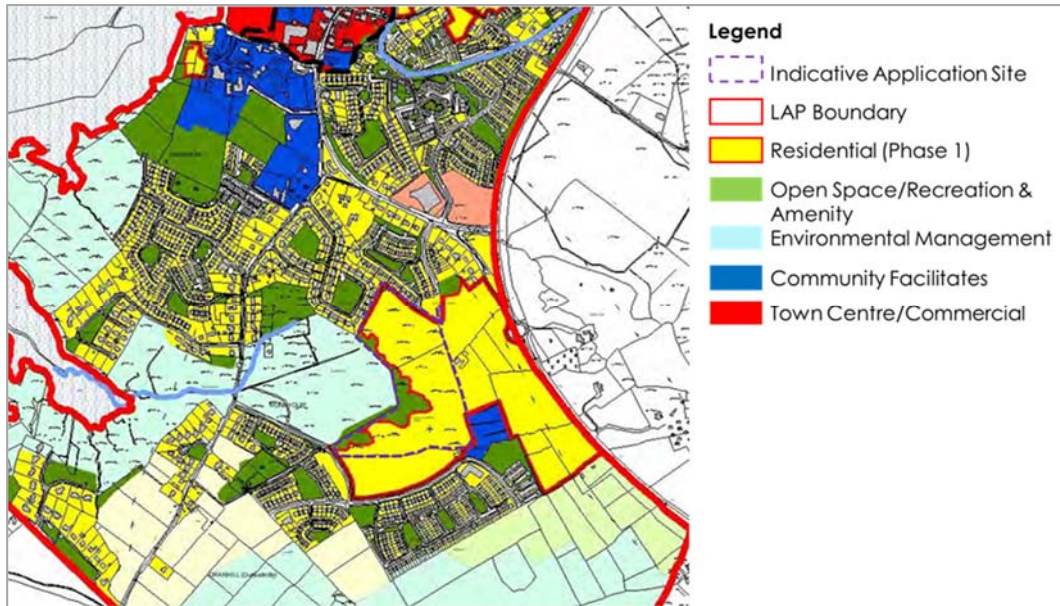 Legend
Indicative Application Site
LAP Boundary
Residential (Phase 1)
Open Space/Recreation &
Amenity
Environmental Management
Community Facilitates
Town Centre/Commercial